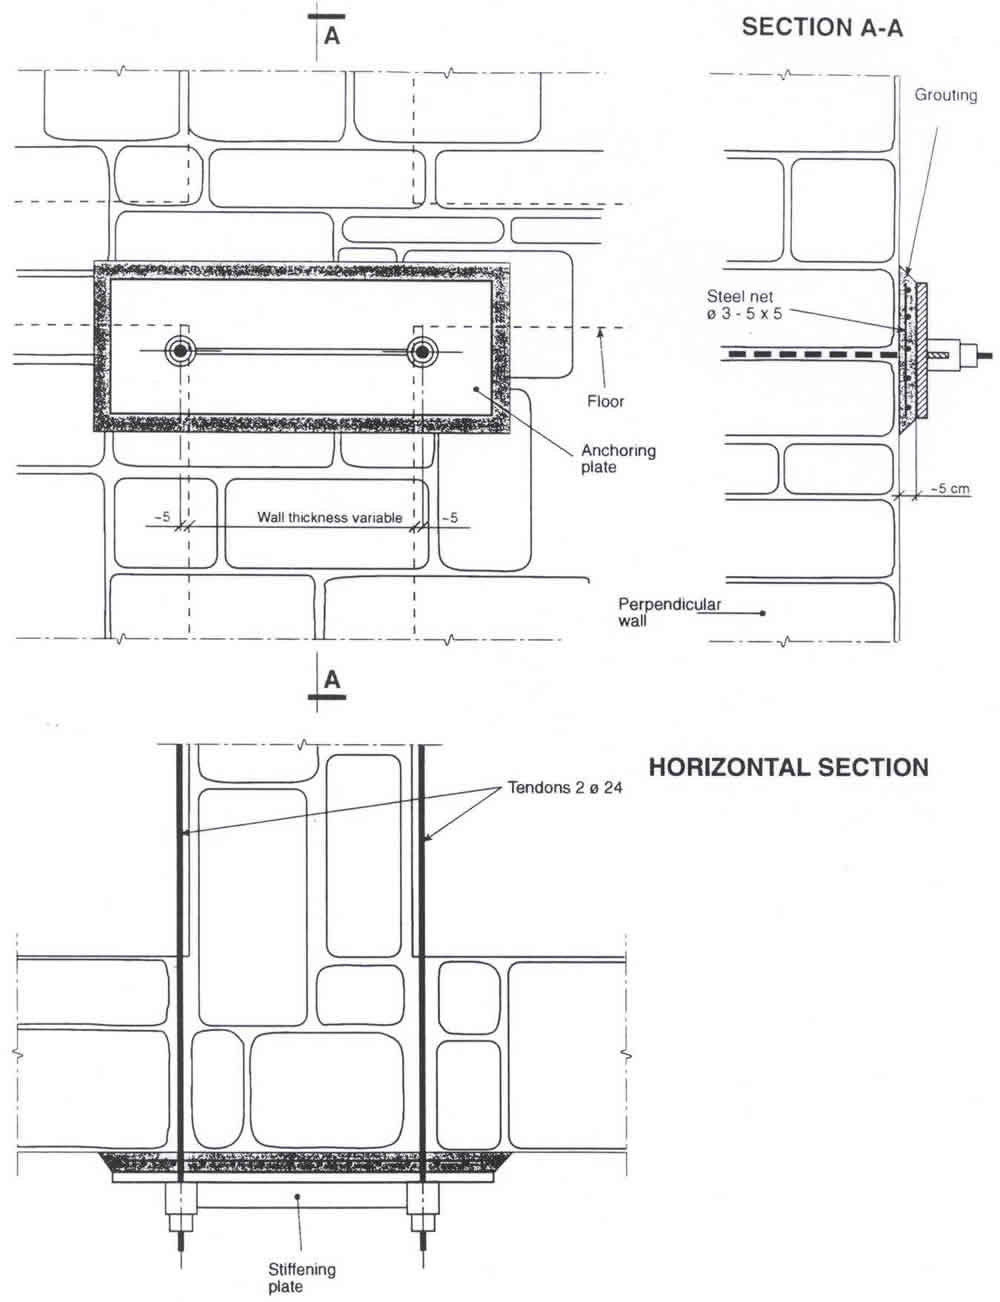 A
SECTION A-A
Grouting
Steel net
ø 3 - 5 x 5
Floor
Anchoring
plate
~5
Wall thickness variable
~5
~5 cm
Perpendicular
wall
A
HORIZONTAL SECTION
Tendons 2 ø 24
Stiffening
plate